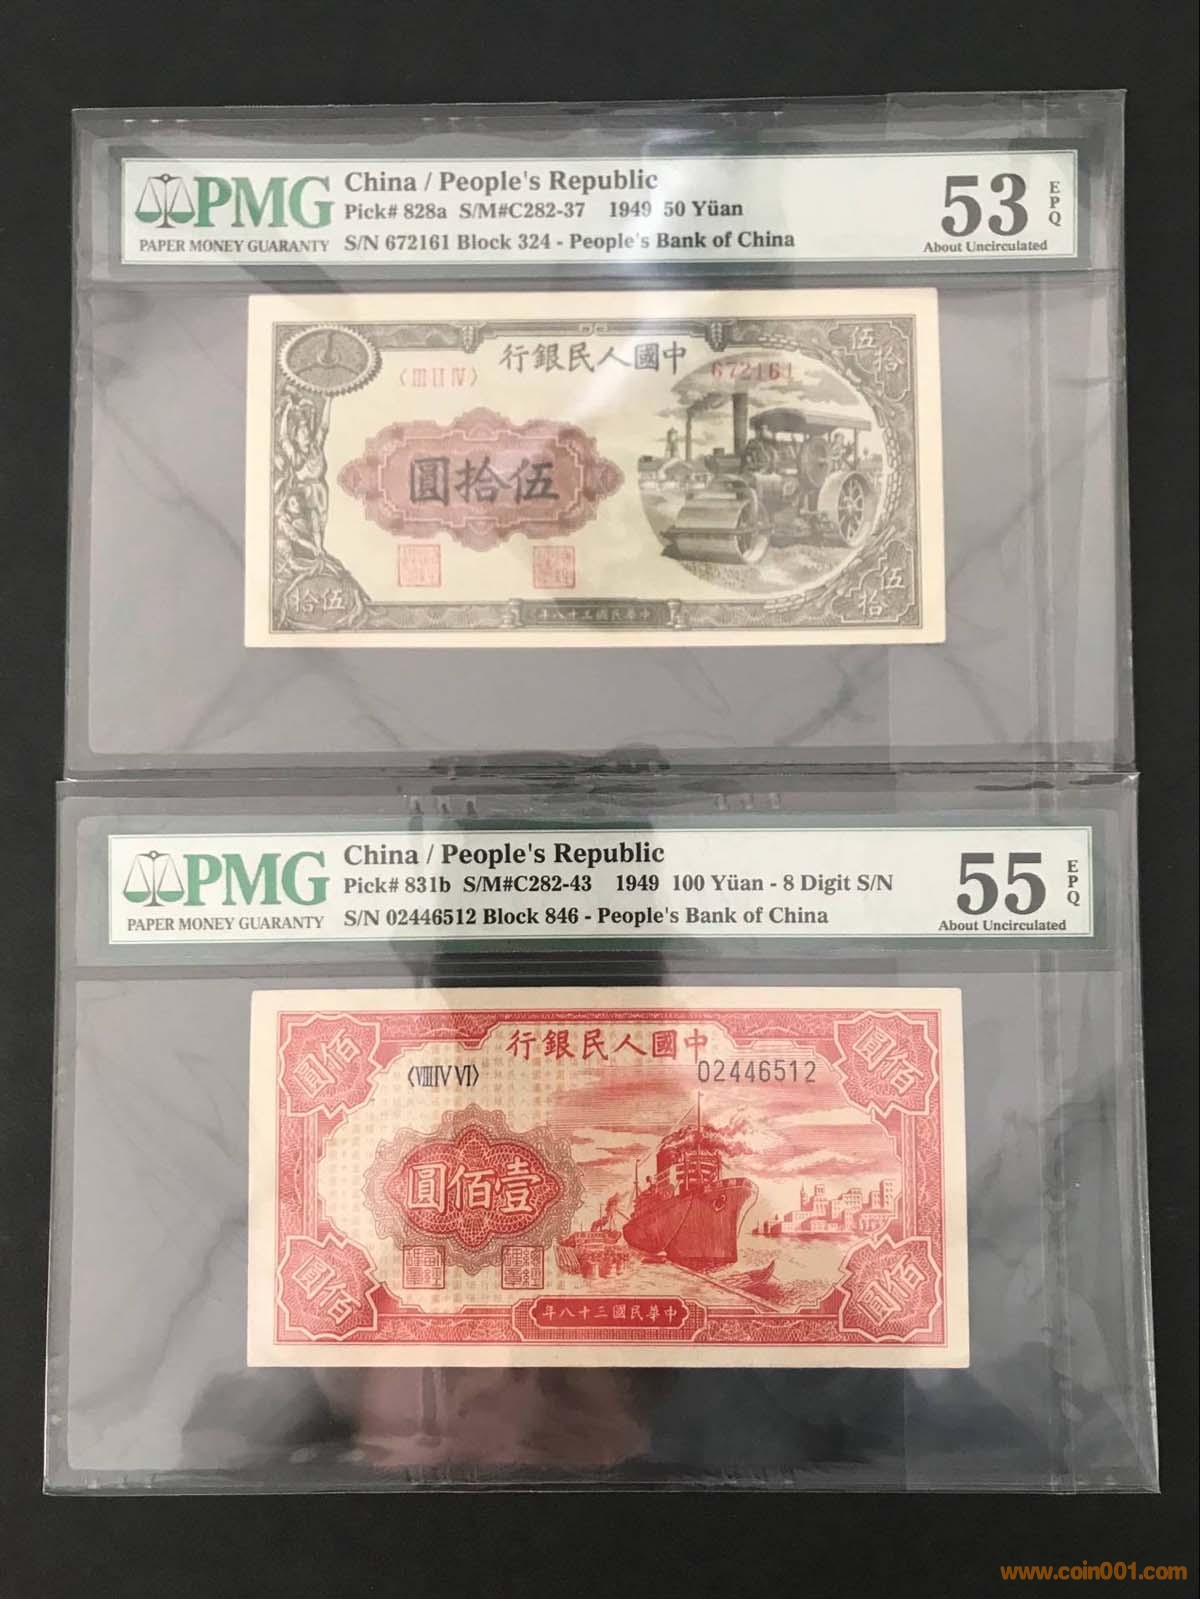 PMG
PAPER MONEY GUARANTY
China / People's Republic
Pick# 828a S/M#C282-37 1949 50 Yüan
S/N 672161 Block 324 - People's Bank of China
53
EPQ
About Uncirculated
行銀民人國中
〈III II IV〉
672161
伍拾
圓拾伍
拾伍
伍拾
年八十三國民華中
PMG
PAPER MONEY GUARANTY
China / People's Republic
Pick# 831b S/M#C282-43 1949 100 Yüan - 8 Digit S/N
S/N 02446512 Block 846 - People's Bank of China
55
EPQ
About Uncirculated
圓佰
行銀民人國中
圓佰
〈VIII IV VI〉
02446512
圓佰壹
圓佰
圓佰
年八十三國民華中
www.coin001.com